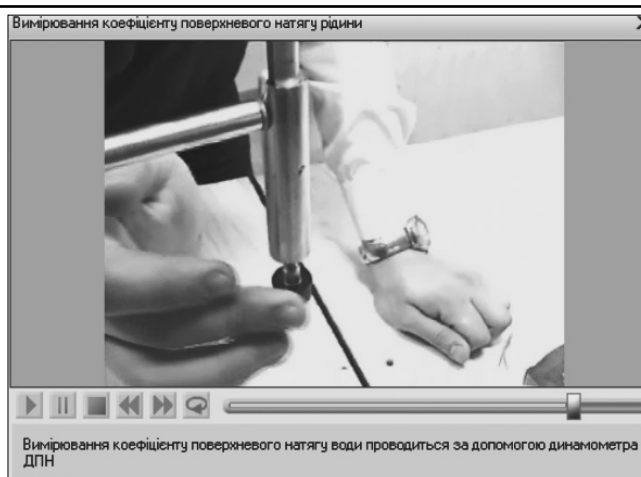 Вимірювання коефіцієнту поверхневого натягу рідини
Вимірювання коефіцієнту поверхневого натягу води проводиться за допомогою динамометра
ДПН